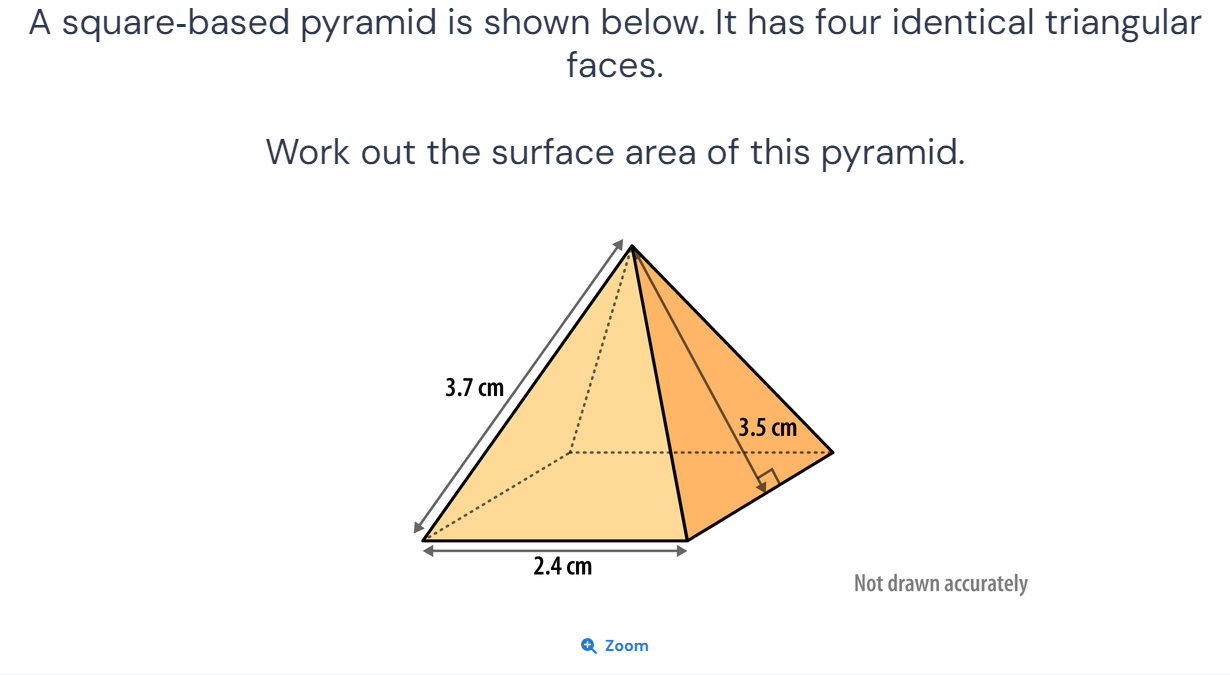 A square-based pyramid is shown below. It has four identical triangular
faces.
Work out the surface area of this pyramid.
3.7 cm
3.5 cm
2.4 cm
Not drawn accurately
Zoom